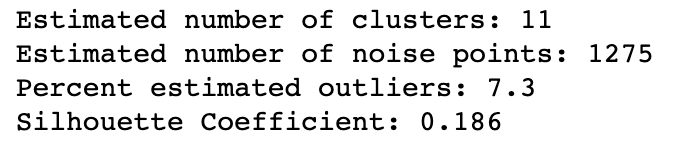 Estimated number of clusters: 11
Estimated number of noise points: 1275
Percent estimated outliers: 7.3
Silhouette Coefficient: 0.186